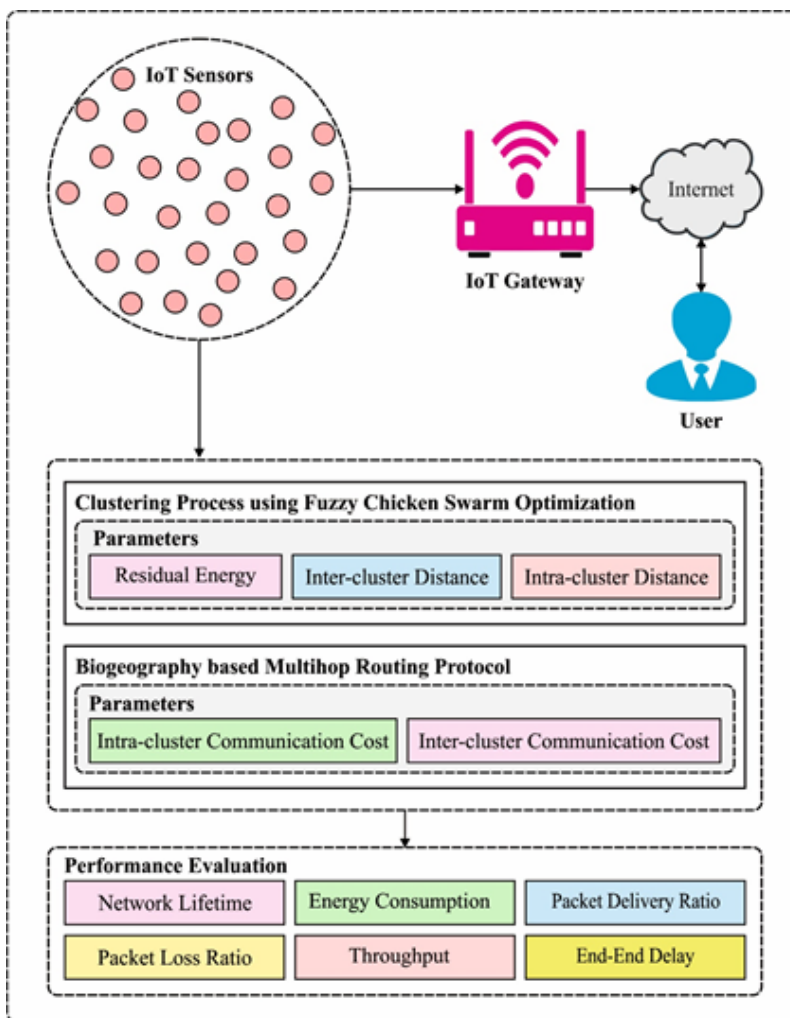 IoT Sensors
Internet
IoT Gateway
User
Clustering Process using Fuzzy Chicken Swarm Optimization
Parameters
Residual Energy
Inter-cluster Distance
Intra-cluster Distance
Biogeography based Multihop Routing Protocol
Parameters
Intra-cluster Communication Cost
Inter-cluster Communication Cost
Performance Evaluation
Network Lifetime
Energy Consumption
Packet Delivery Ratio
Packet Loss Ratio
Throughput
End-End Delay